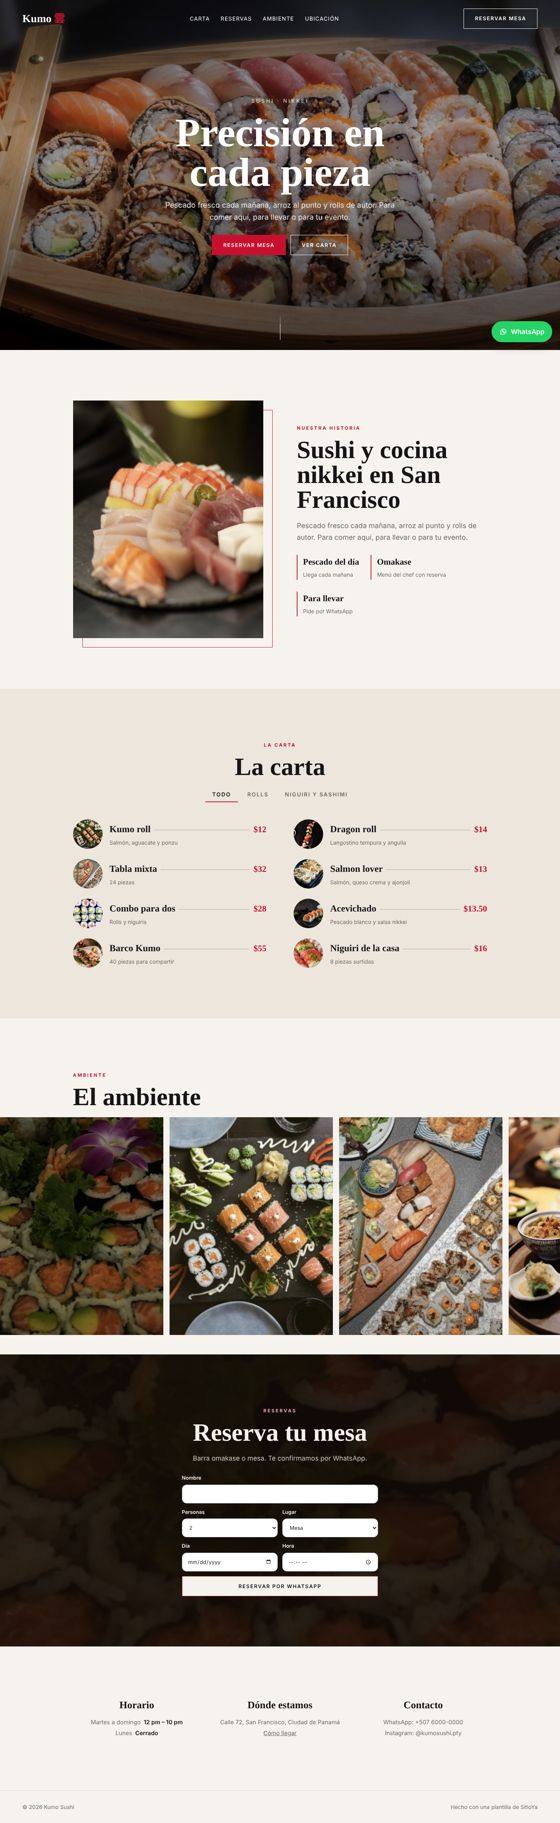 Kumo 雲
CARTA RESERVAS AMBIENTE UBICACIÓN
RESERVAR MESA
SUSHI · NIKKEI
Precisión en
cada pieza
Pescado fresco cada mañana, arroz al punto y rolls de autor. Para
comer aquí, para llevar o para tu evento.
RESERVAR MESA
VER CARTA
WhatsApp
NUESTRA HISTORIA
Sushi y cocina
nikkei en San
Francisco
Pescado fresco cada mañana, arroz al punto y rolls de
autor. Para comer aquí, para llevar o para tu evento.
Pescado del día
Llega cada mañana
Omakase
Menú del chef con reserva
Para llevar
Pide por WhatsApp
LA CARTA
La carta
TODO ROLLS NIGUIRI Y SASHIMI
Kumo roll $12
Salmón, aguacate y ponzu
Dragon roll $14
Langostino tempura y anguila
Tabla mixta $32
24 piezas
Salmon lover $13
Salmón, queso crema y ajonjolí
Combo para dos $28
Rolls y niguiris
Acevichado $13.50
Pescado blanco y salsa nikkei
Barco Kumo $55
40 piezas para compartir
Niguiri de la casa $16
8 piezas surtidas
AMBIENTE
El ambiente
RESERVAS
Reserva tu mesa
Barra omakase o mesa. Te confirmamos por WhatsApp.
Nombre
Personas Lugar
2 Mesa
Día Hora
mm/dd/yyyy --:-- --
RESERVAR POR WHATSAPP
Horario
Martes a domingo 12 pm – 10 pm
Lunes Cerrado
Dónde estamos
Calle 72, San Francisco, Ciudad de Panamá
Cómo llegar
Contacto
WhatsApp: +507 6000-0000
Instagram: @kumosushi.pty
© 2026 Kumo Sushi
Hecho con una plantilla de SitioYa